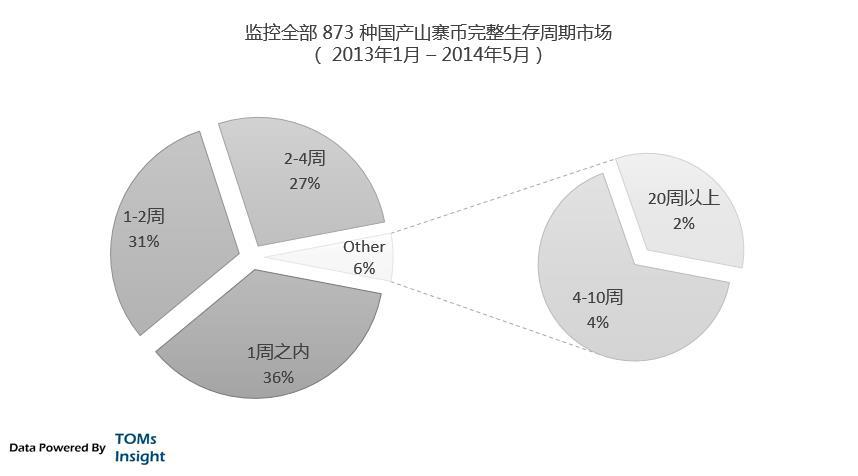 监控全部 873 种国产山寨币完整生存周期市场
（ 2013年1月 – 2014年5月 ）
2-4周
27%
1-2周
31%
Other
6%
1周之内
36%
20周以上
2%
4-10周
4%
Data Powered By
TOMs
Insight